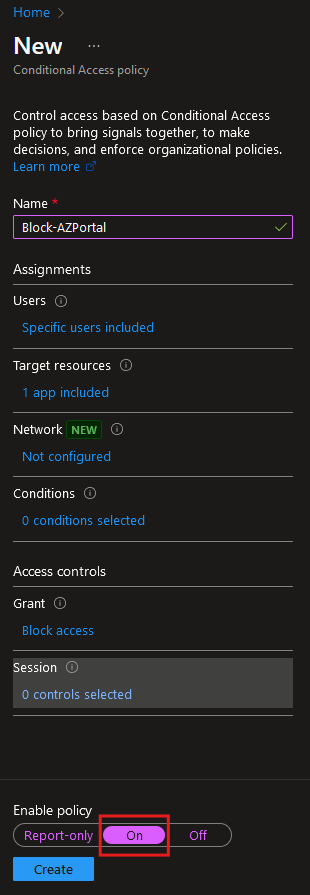 Home
New ...
Conditional Access policy
Control access based on Conditional Access
policy to bring signals together, to make
decisions, and enforce organizational policies.
Learn more
Name *
Block-AZPortal
Assignments
Users
Specific users included
Target resources
1 app included
Network NEW
Not configured
Conditions
0 conditions selected
Access controls
Grant
Block access
Session
0 controls selected
Enable policy
Report-only On Off
Create